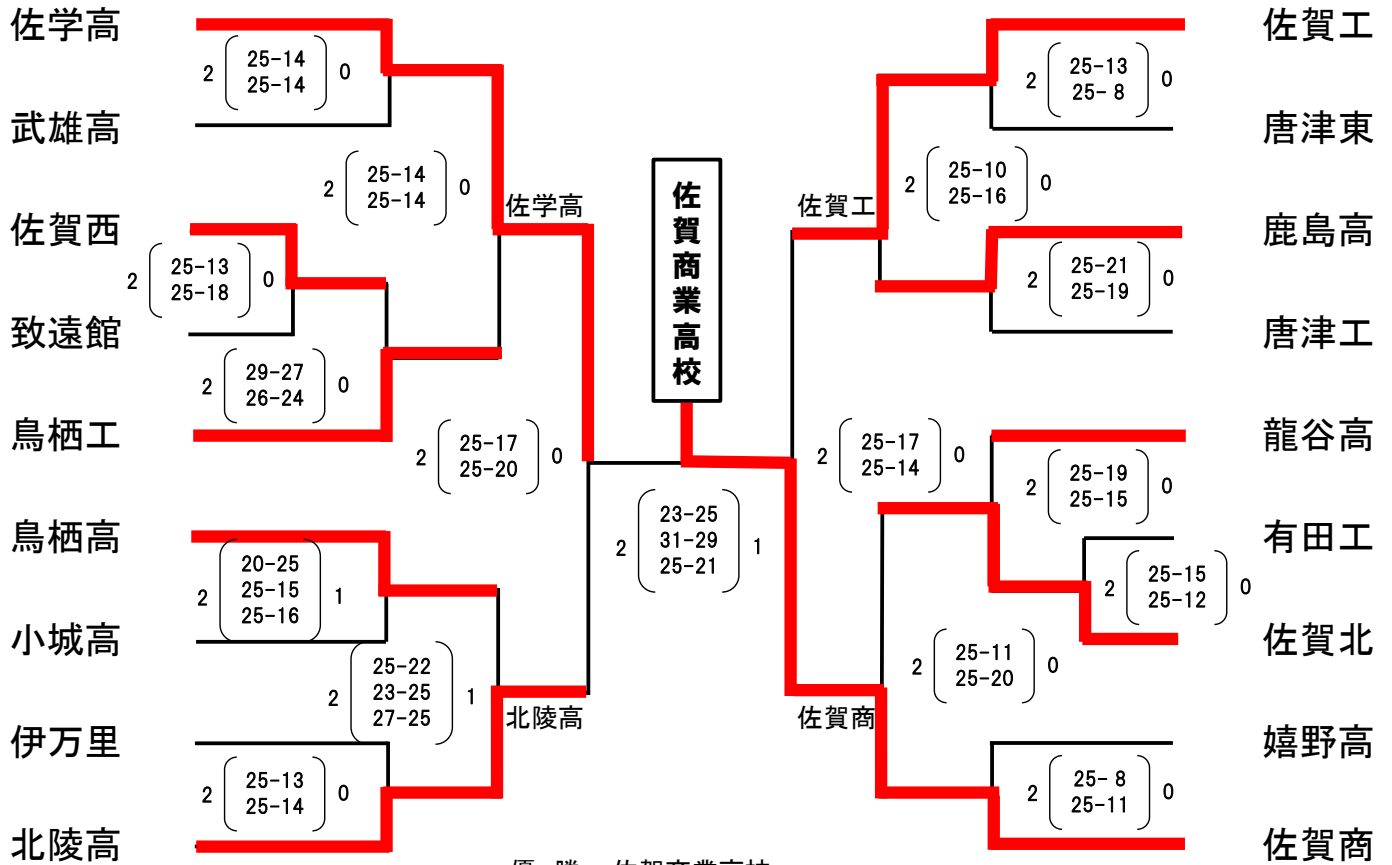 佐学高
武雄高
佐賀西
致遠館
鳥栖工
鳥栖高
小城高
伊万里
北陵高
2 25-14 0
25-14
2 25-14 0
25-14
2 25-13 0
25-18
2 29-27 0
26-24
2 25-17 0
25-20
2 20-25 1
25-15
25-16
2 25-22 1
23-25
27-25
2 25-13 0
25-14
佐学高
北陵高
佐賀商業高校
2 23-25 1
31-29
25-21
佐賀工
佐賀商
2 25-13 0
25- 8
2 25-10 0
25-16
2 25-21 0
25-19
2 25-17 0
25-14
2 25-19 0
25-15
2 25-15 0
25-12
2 25-11 0
25-20
2 25- 8 0
25-11
佐賀工
唐津東
鹿島高
唐津工
龍谷高
有田工
佐賀北
嬉野高
佐賀商